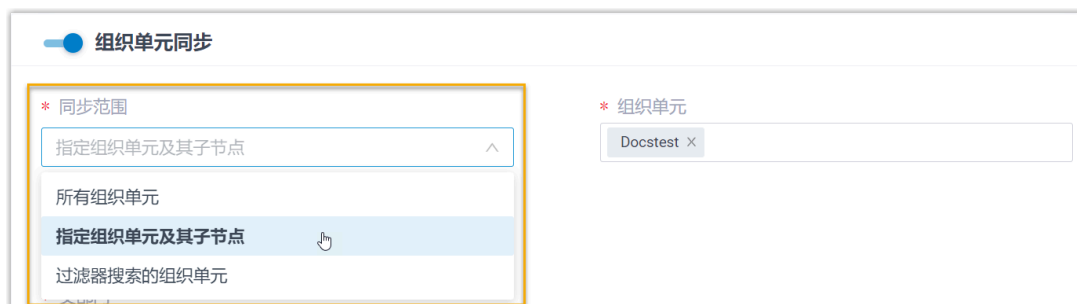 组织单元同步
* 同步范围
指定组织单元及其子节点
所有组织单元
指定组织单元及其子节点
过滤器搜索的组织单元
* 组织单元
Docstest ×